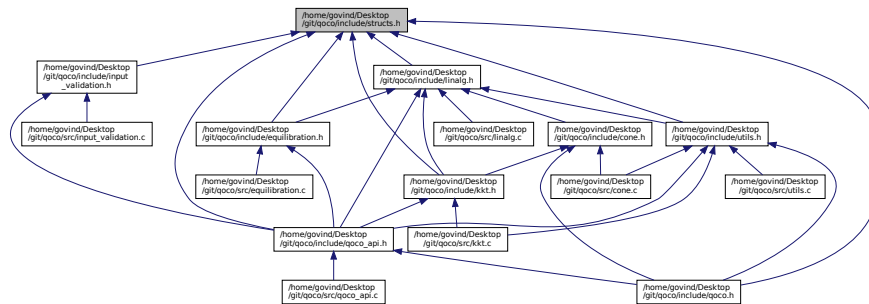 /home/govind/Desktop
/git/qoco/include/structs.h
/home/govind/Desktop
/git/qoco/include/input
_validation.h
/home/govind/Desktop
/git/qoco/include/linalg.h
/home/govind/Desktop
/git/qoco/src/input_validation.c
/home/govind/Desktop
/git/qoco/include/equilibration.h
/home/govind/Desktop
/git/qoco/src/linalg.c
/home/govind/Desktop
/git/qoco/include/cone.h
/home/govind/Desktop
/git/qoco/include/utils.h
/home/govind/Desktop
/git/qoco/src/equilibration.c
/home/govind/Desktop
/git/qoco/include/kkt.h
/home/govind/Desktop
/git/qoco/src/cone.c
/home/govind/Desktop
/git/qoco/src/utils.c
/home/govind/Desktop
/git/qoco/include/qoco_api.h
/home/govind/Desktop
/git/qoco/src/kkt.c
/home/govind/Desktop
/git/qoco/src/qoco_api.c
/home/govind/Desktop
/git/qoco/include/qoco.h